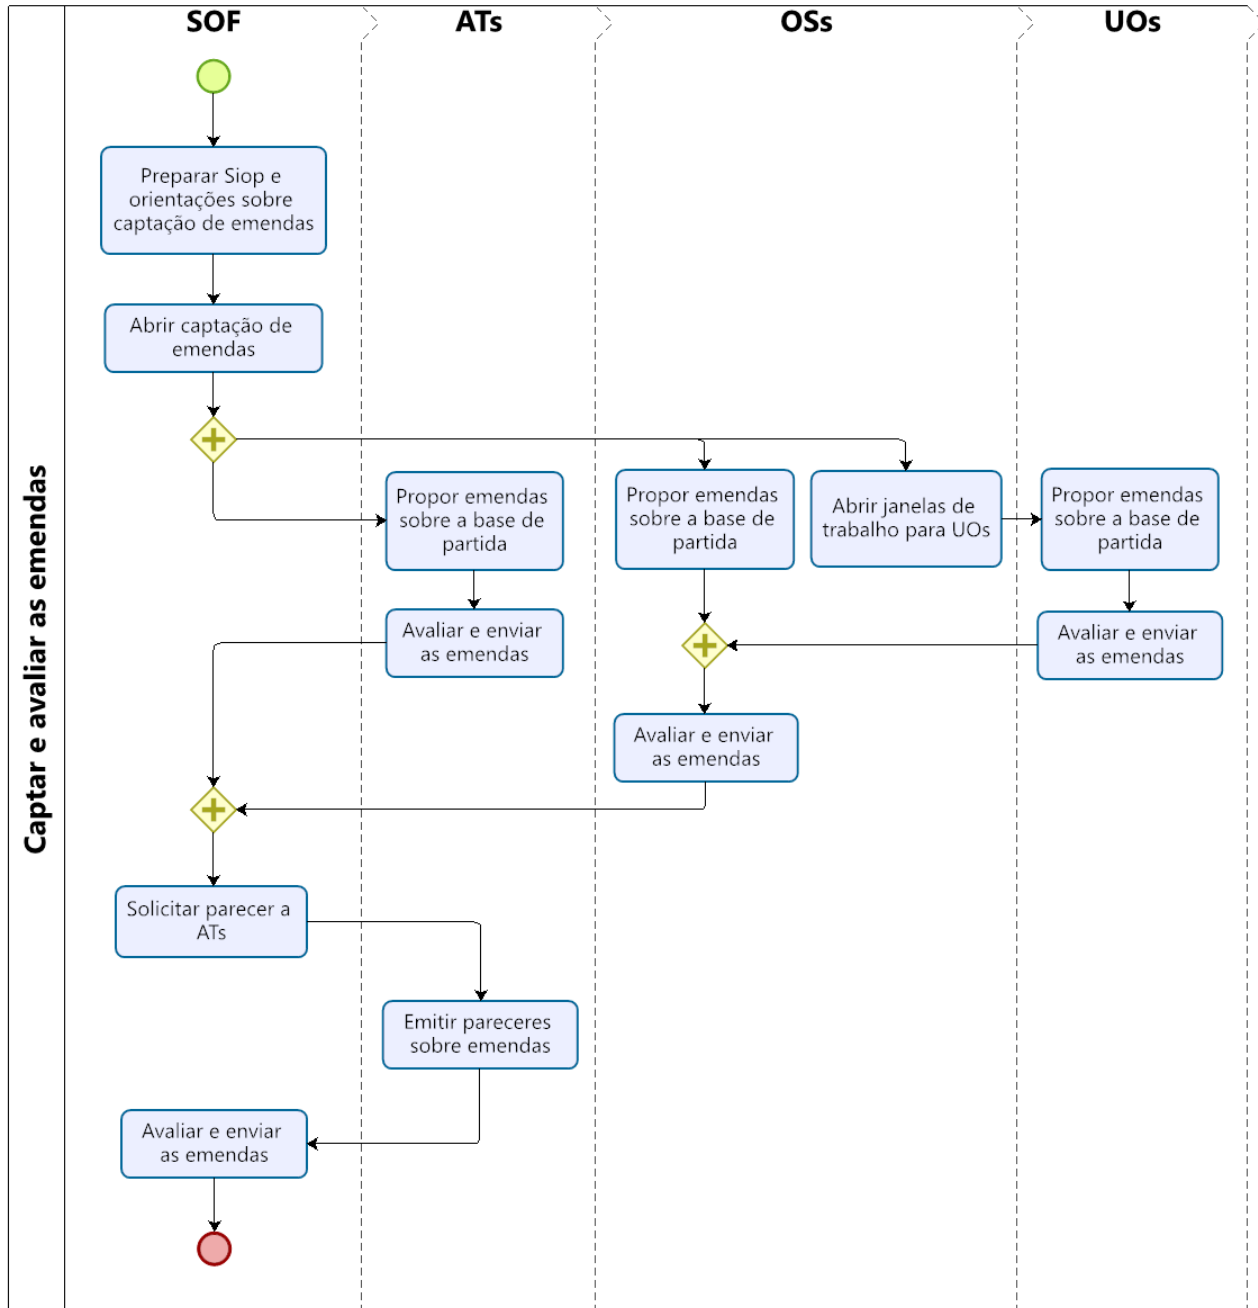 SOF
ATs
OSs
UOs
Captar e avaliar as emendas
Preparar Siop e
orientações sobre
captação de emendas
Abrir captação de
emendas
Propor emendas
sobre a base de
partida
Propor emendas
sobre a base de
partida
Abrir janelas de
trabalho para UOs
Propor emendas
sobre a base de
partida
Avaliar e enviar
as emendas
Avaliar e enviar
as emendas
Avaliar e enviar
as emendas
Solicitar parecer a
ATs
Emitir pareceres
sobre emendas
Avaliar e enviar
as emendas